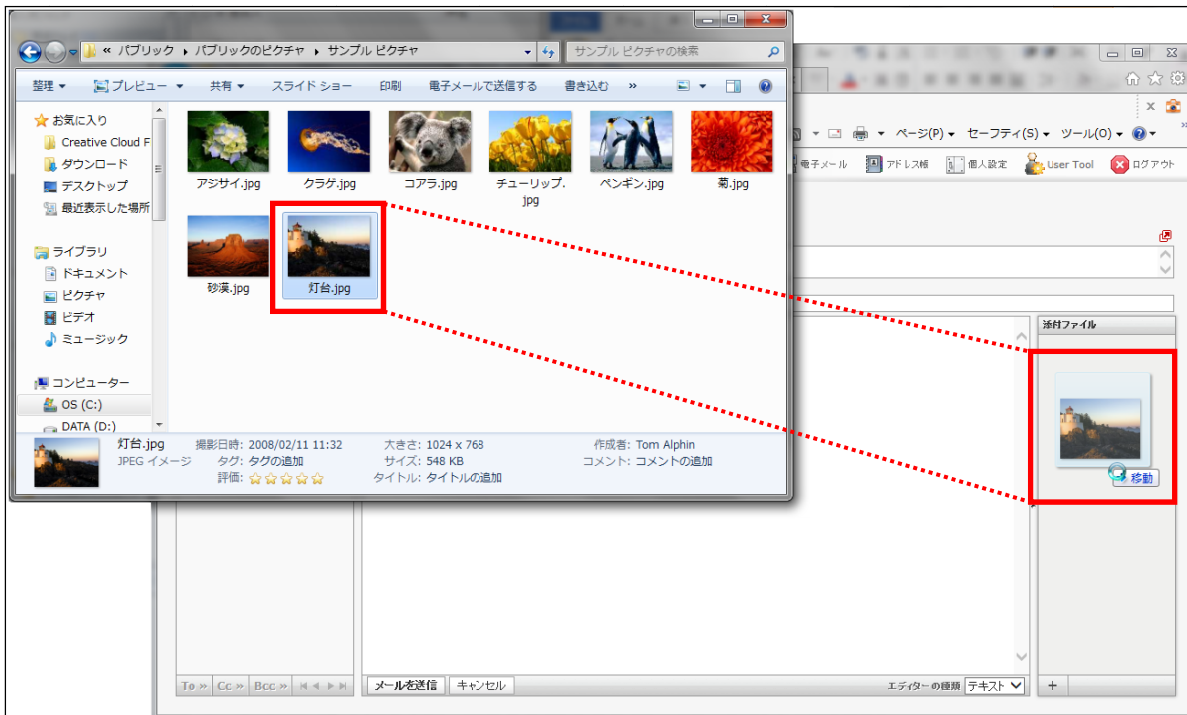 « パブリック ▸ パブリックのピクチャ ▸ サンプル ピクチャ
サンプル ピクチャの検索
整理 プレビュー 共有 スライド ショー 印刷 電子メールで送信する 書き込む »
お気に入り
Creative Cloud F
ダウンロード
デスクトップ
最近表示した場所
ライブラリ
ドキュメント
ピクチャ
ビデオ
ミュージック
コンピューター
OS (C:)
DATA (D:)
アジサイ.jpg
クラゲ.jpg
コアラ.jpg
チューリップ.
jpg
ペンギン.jpg
菊.jpg
砂漠.jpg
灯台.jpg
灯台.jpg 撮影日時: 2008/02/11 11:32 大きさ: 1024 x 768 作成者: Tom Alphin
JPEG イメージ タグ: タグの追加 サイズ: 548 KB コメント: コメントの追加
評価: タイトル: タイトルの追加
ページ(P) セーフティ(S) ツール(O)
電子メール アドレス帳 個人設定 User Tool ログアウト
添付ファイル
移動
To » Cc » Bcc »
メールを送信 キャンセル
エディターの種類 テキスト
+